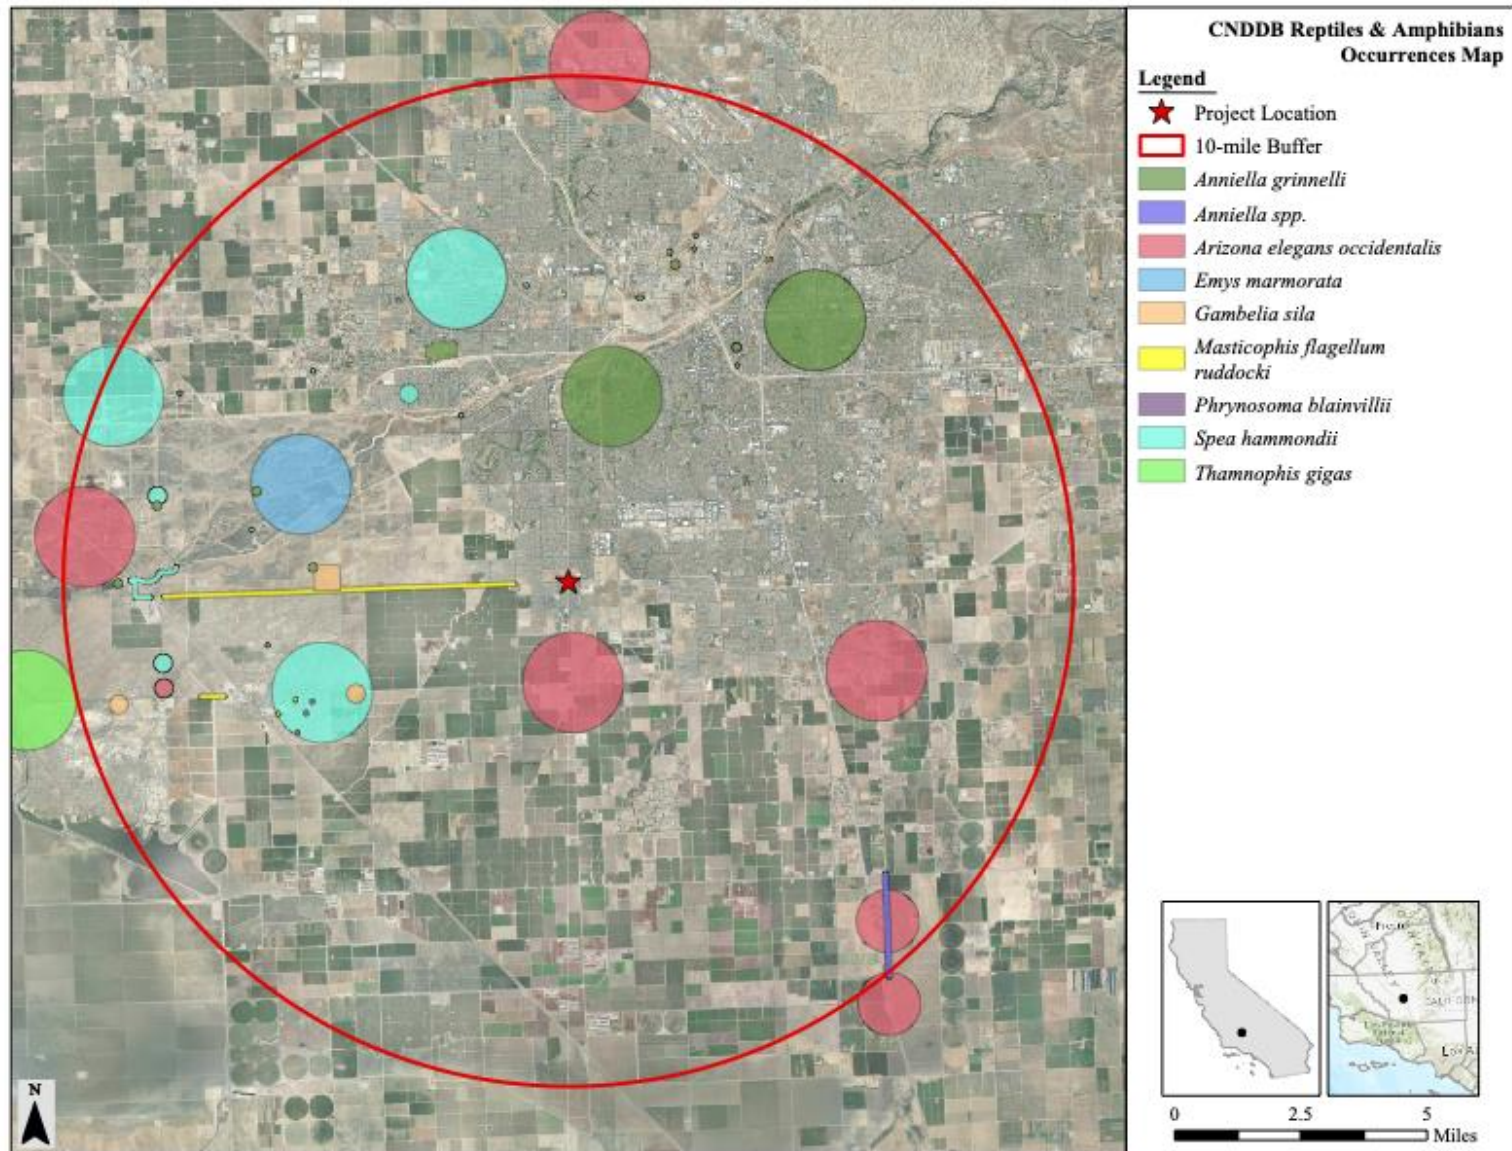 CNDDB Reptiles & Amphibians
Occurrences Map
Legend
Project Location
10-mile Buffer
Anniella grinnelli
Anniella spp.
Arizona elegans occidentalis
Emys marmorata
Gambelia sila
Masticophis flagellum
ruddocki
Phrynosoma blainvillii
Spea hammondii
Thamnophis gigas
N
0 2.5 5
Miles